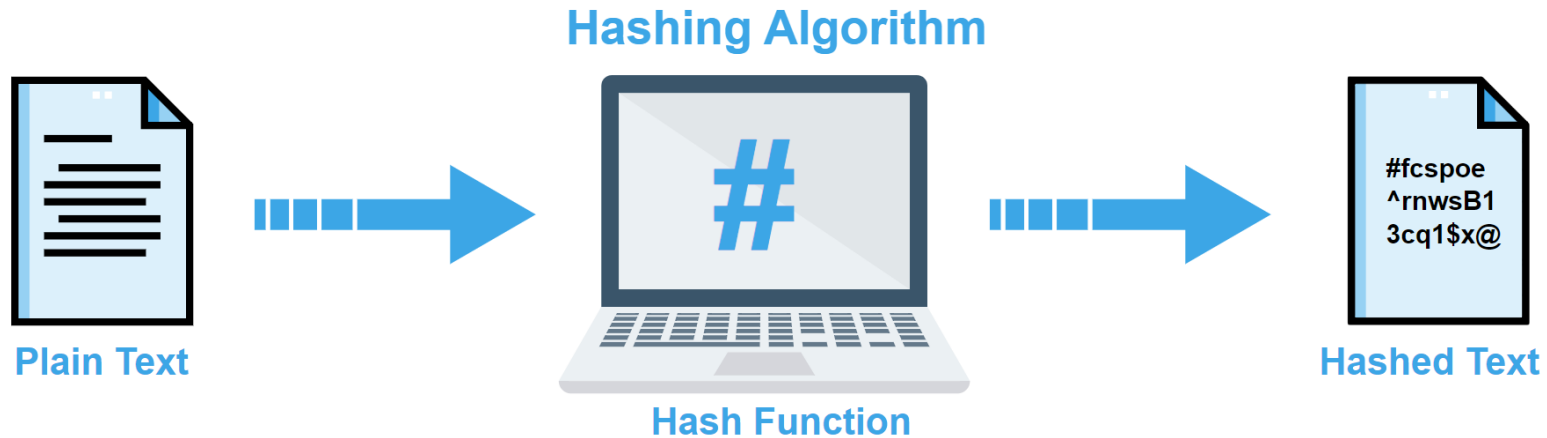 Hashing Algorithm
#
#fcspoe
^rnwsB1
3cq1$x@
Plain Text
Hashed Text
Hash Function